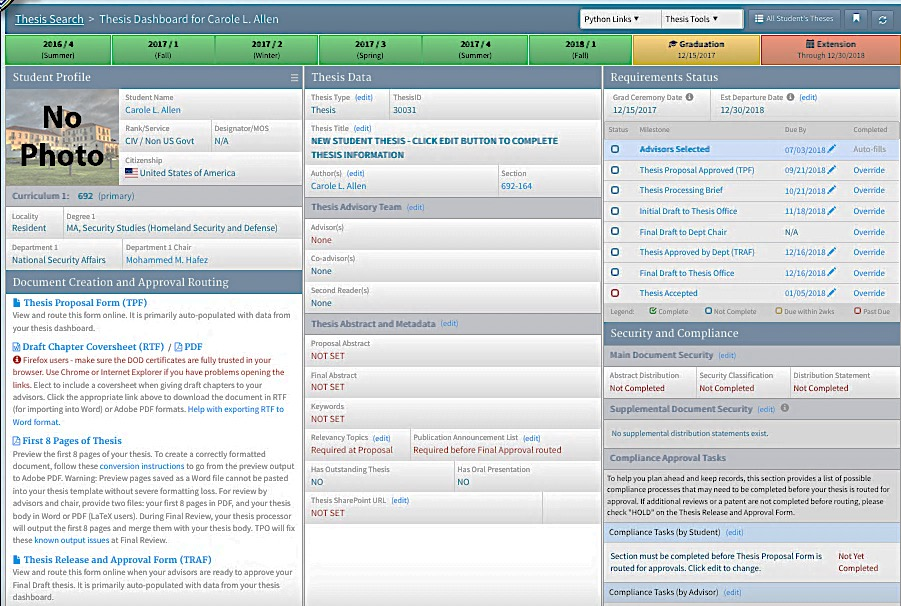 Thesis Search > Thesis Dashboard for Carole L. Allen
Python Links ▾
Thesis Tools ▾
All Student's Theses
2016 / 4
(Summer)
2017 / 1
(Fall)
2017 / 2
(Winter)
2017 / 3
(Spring)
2017 / 4
(Summer)
2018 / 1
(Fall)
Graduation
12/15/2017
Extension
Through 12/30/2018
Student Profile
No
Photo
Student Name
Carole L. Allen
Rank/Service
CIV / Non US Govt
Designator/MOS
N/A
Citizenship
United States of America
Curriculum 1: 692 (primary)
Locality
Resident
Degree 1
MA, Security Studies (Homeland Security and Defense)
Department 1
National Security Affairs
Department 1 Chair
Mohammed M. Hafez
Document Creation and Approval Routing
Thesis Proposal Form (TPF)
View and route this form online. It is primarily auto-populated with data from
your thesis dashboard.
Draft Chapter Coversheet (RTF) / PDF
Firefox users - make sure the DOD certificates are fully trusted in your
browser. Use Chrome or Internet Explorer if you have problems opening the
links. Elect to include a coversheet when giving draft chapters to your
advisors. Click the appropriate link above to download the document in RTF
(for importing into Word) or Adobe PDF formats. Help with exporting RTF to
Word format.
First 8 Pages of Thesis
Preview the first 8 pages of your thesis. To create a correctly formatted
document, follow these conversion instructions to go from the preview output
to Adobe PDF. Warning: Preview pages saved as a Word file cannot be pasted
into your thesis template without severe formatting loss. For review by
advisors and chair, provide two files: your first 8 pages in PDF, and your thesis
body in Word or PDF (LaTeX users). During Final Review, your thesis processor
will output the first 8 pages and merge them with your thesis body. TPO will fix
these known output issues at Final Review.
Thesis Release and Approval Form (TRAF)
View and route this form online when your advisors are ready to approve your
Final Draft thesis. It is primarily auto-populated with data from your thesis
dashboard.
Thesis Data
Thesis Type (edit)
Thesis
ThesisID
30031
Thesis Title (edit)
NEW STUDENT THESIS - CLICK EDIT BUTTON TO COMPLETE
THESIS INFORMATION
Author(s) (edit)
Carole L. Allen
Section
692-164
Thesis Advisory Team (edit)
Advisor(s)
None
Co-advisor(s)
None
Second Reader(s)
None
Thesis Abstract and Metadata (edit)
Proposal Abstract
NOT SET
Final Abstract
NOT SET
Keywords
NOT SET
Relevancy Topics (edit)
Required at Proposal
Publication Announcement List (edit)
Required before Final Approval routed
Has Outstanding Thesis
NO
Has Oral Presentation
NO
Thesis SharePoint URL (edit)
NOT SET
Requirements Status
Grad Ceremony Date
12/15/2017
Est Departure Date (edit)
12/30/2018
Status Milestone Due By Completed
Advisors Selected 07/03/2018 Auto-fills
Thesis Proposal Approved (TPF) 09/21/2018 Override
Thesis Processing Brief 10/21/2018 Override
Initial Draft to Thesis Office 11/18/2018 Override
Final Draft to Dept Chair N/A Override
Thesis Approved by Dept (TRAF) 12/16/2018 Override
Final Draft to Thesis Office 12/16/2018 Override
Thesis Accepted 01/05/2018 Override
Legend: Complete Not Complete Due within 2wks Past Due
Security and Compliance
Main Document Security (edit)
Abstract Distribution
Not Completed
Security Classification
Not Completed
Distribution Statement
Not Completed
Supplemental Document Security (edit)
No supplemental distribution statements exist.
Compliance Approval Tasks
To help you plan ahead and keep records, this section provides a list of
possible compliance processes that may need to be completed before your thesis is routed for
approval. If additional reviews or a patent are not completed before routing, please
check "HOLD" on the Thesis Release and Approval Form.
Compliance Tasks (by Student) (edit)
Section must be completed before Thesis Proposal Form is
routed for approvals. Click edit to change.
Not Yet
Completed
Compliance Tasks (by Advisor) (edit)